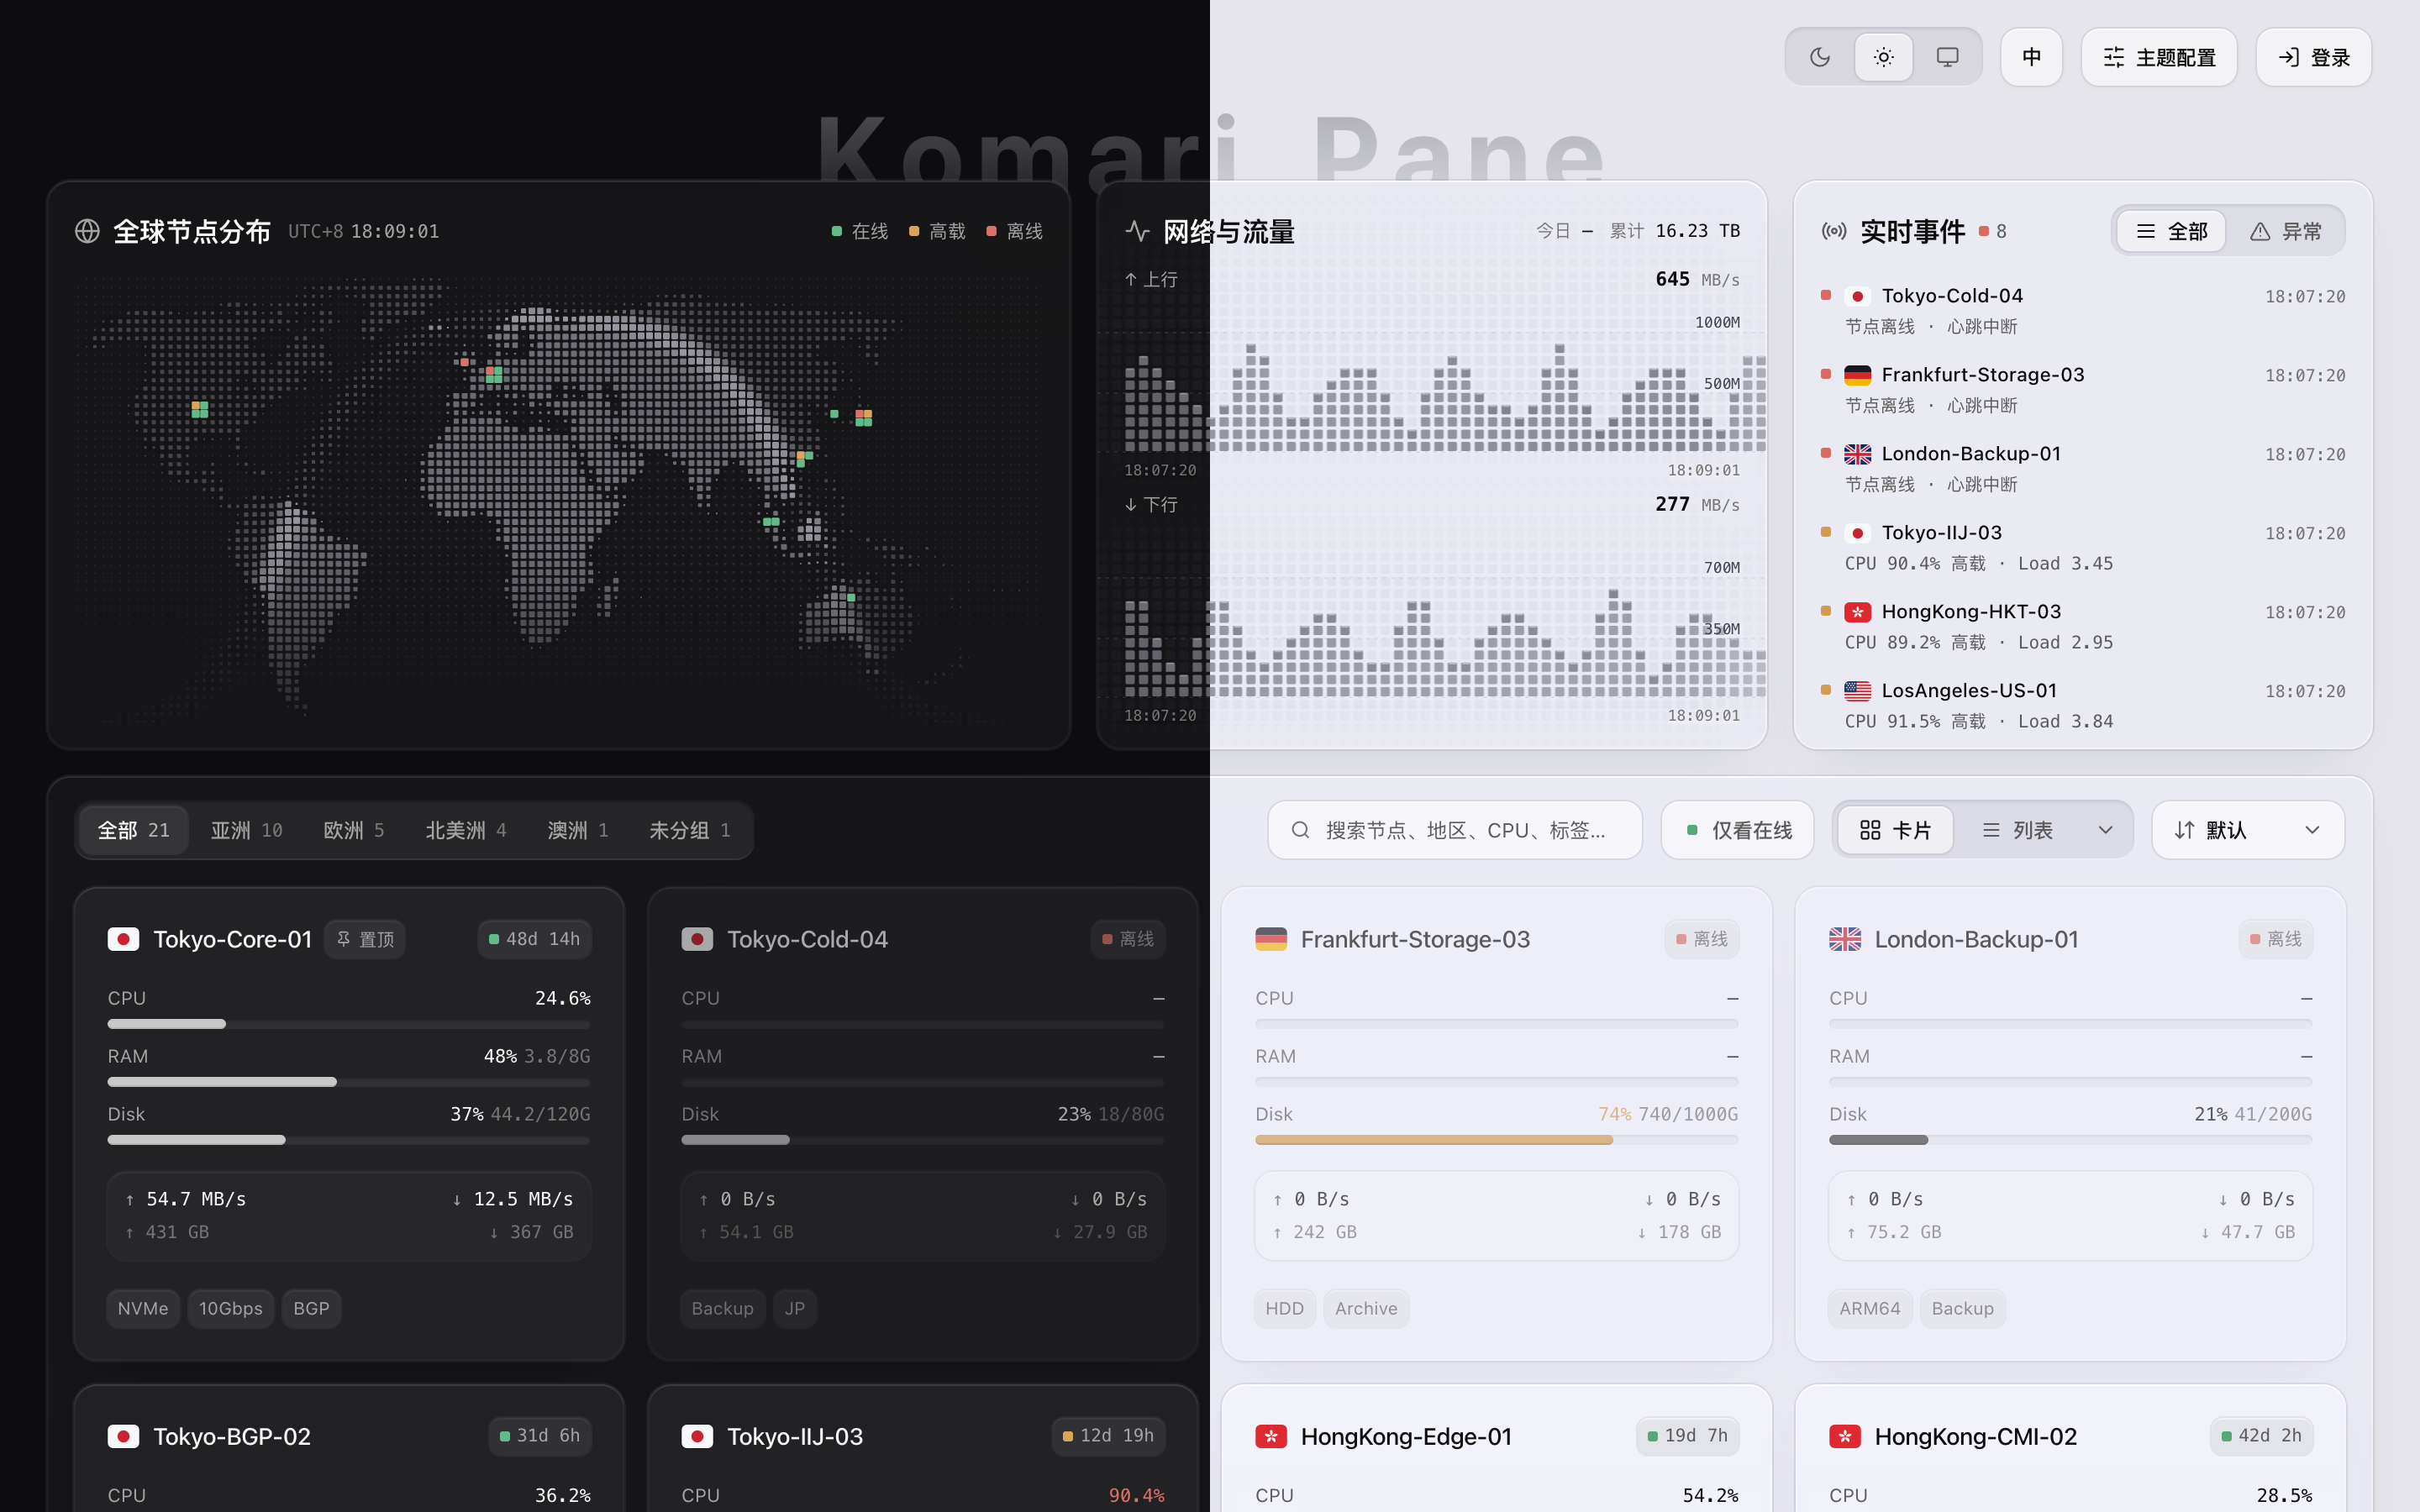 中
主题配置
登录
Komari Pane
全球节点分布 UTC+8 18:09:01 在线 高载 离线
网络与流量 今日 – 累计 16.23 TB
↑ 上行 645 MB/s
1000M
500M
18:07:20 18:09:01
↓ 下行 277 MB/s
700M
350M
18:07:20 18:09:01
实时事件 8 全部 异常
Tokyo-Cold-04 18:07:20
节点离线 · 心跳中断
Frankfurt-Storage-03 18:07:20
节点离线 · 心跳中断
London-Backup-01 18:07:20
节点离线 · 心跳中断
Tokyo-IIJ-03 18:07:20
CPU 90.4% 高载 · Load 3.45
HongKong-HKT-03 18:07:20
CPU 89.2% 高载 · Load 2.95
LosAngeles-US-01 18:07:20
CPU 91.5% 高载 · Load 3.84
全部 21 亚洲 10 欧洲 5 北美洲 4 澳洲 1 未分组 1
搜索节点、地区、CPU、标签... 仅看在线 卡片 列表 默认
Tokyo-Core-01 置顶 48d 14h
CPU 24.6%
RAM 48% 3.8/8G
Disk 37% 44.2/120G
↑ 54.7 MB/s ↓ 12.5 MB/s
↑ 431 GB ↓ 367 GB
NVMe 10Gbps BGP
Tokyo-Cold-04 离线
CPU –
RAM –
Disk 23% 18/80G
↑ 0 B/s ↓ 0 B/s
↑ 54.1 GB ↓ 27.9 GB
Backup JP
Frankfurt-Storage-03 离线
CPU –
RAM –
Disk 74% 740/1000G
↑ 0 B/s ↓ 0 B/s
↑ 242 GB ↓ 178 GB
HDD Archive
London-Backup-01 离线
CPU –
RAM –
Disk 21% 41/200G
↑ 0 B/s ↓ 0 B/s
↑ 75.2 GB ↓ 47.7 GB
ARM64 Backup
Tokyo-BGP-02 31d 6h
CPU 36.2%
Tokyo-IIJ-03 12d 19h
CPU 90.4%
HongKong-Edge-01 19d 7h
CPU 54.2%
HongKong-CMI-02 42d 2h
CPU 28.5%